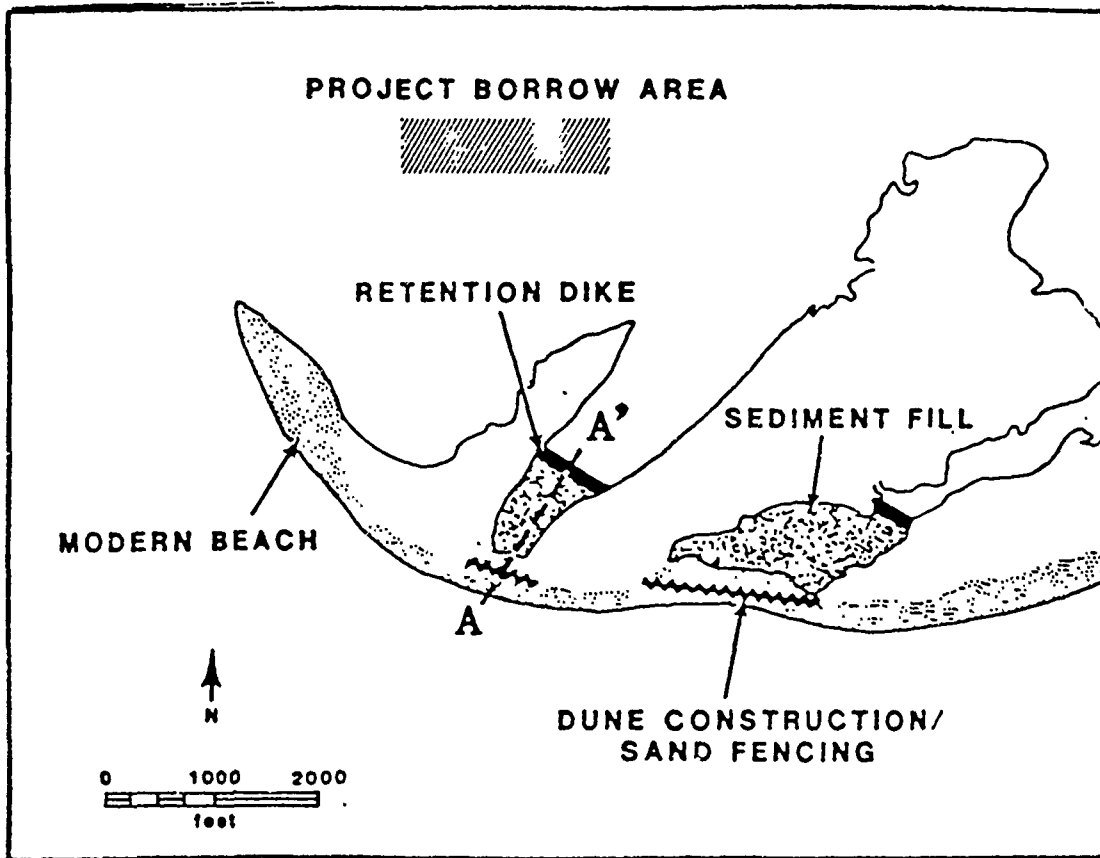 PROJECT BORROW AREA
RETENTION DIKE
A’
SEDIMENT FILL
MODERN BEACH
A
N
DUNE CONSTRUCTION/
SAND FENCING
0 1000 2000
feet